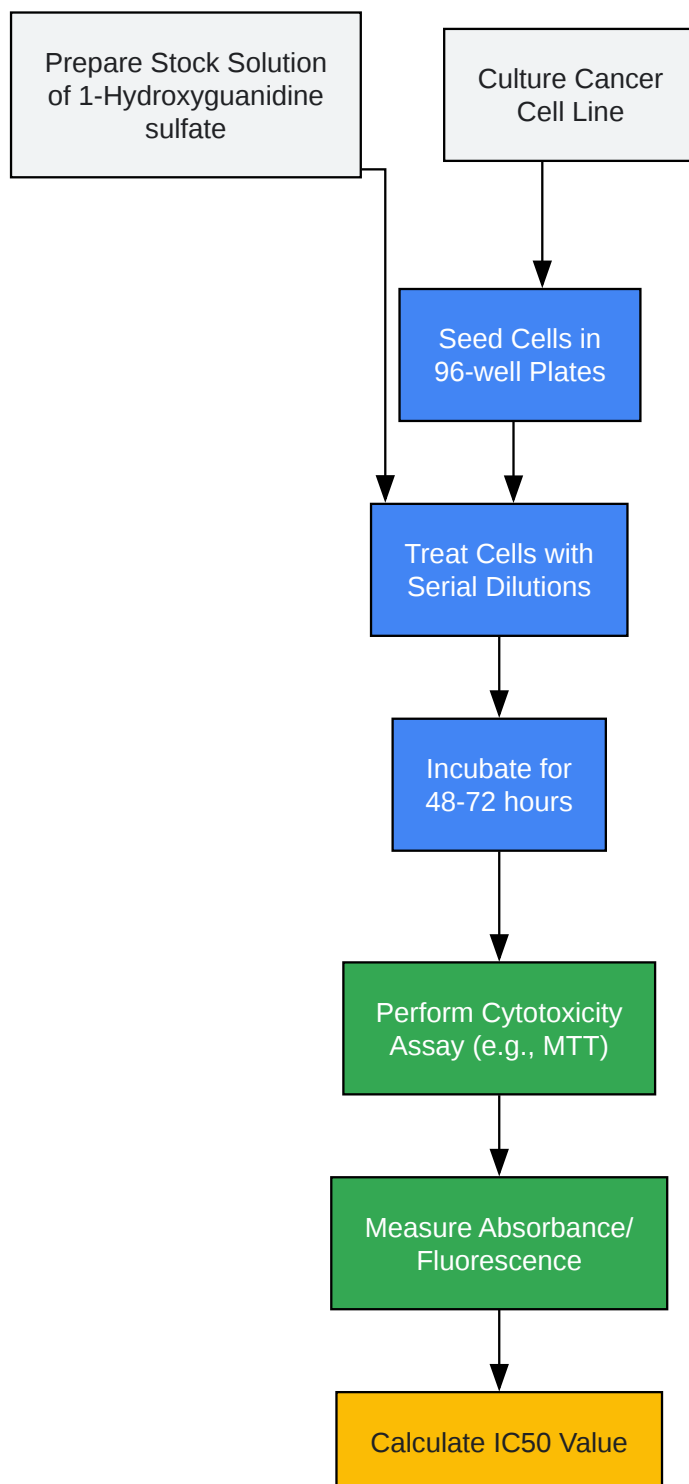 Prepare Stock Solution
of 1-Hydroxyguanidine
sulfate
Culture Cancer
Cell Line
Seed Cells in
96-well Plates
Treat Cells with
Serial Dilutions
Incubate for
48-72 hours
Perform Cytotoxicity
Assay (e.g., MTT)
Measure Absorbance/
Fluorescence
Calculate IC50 Value